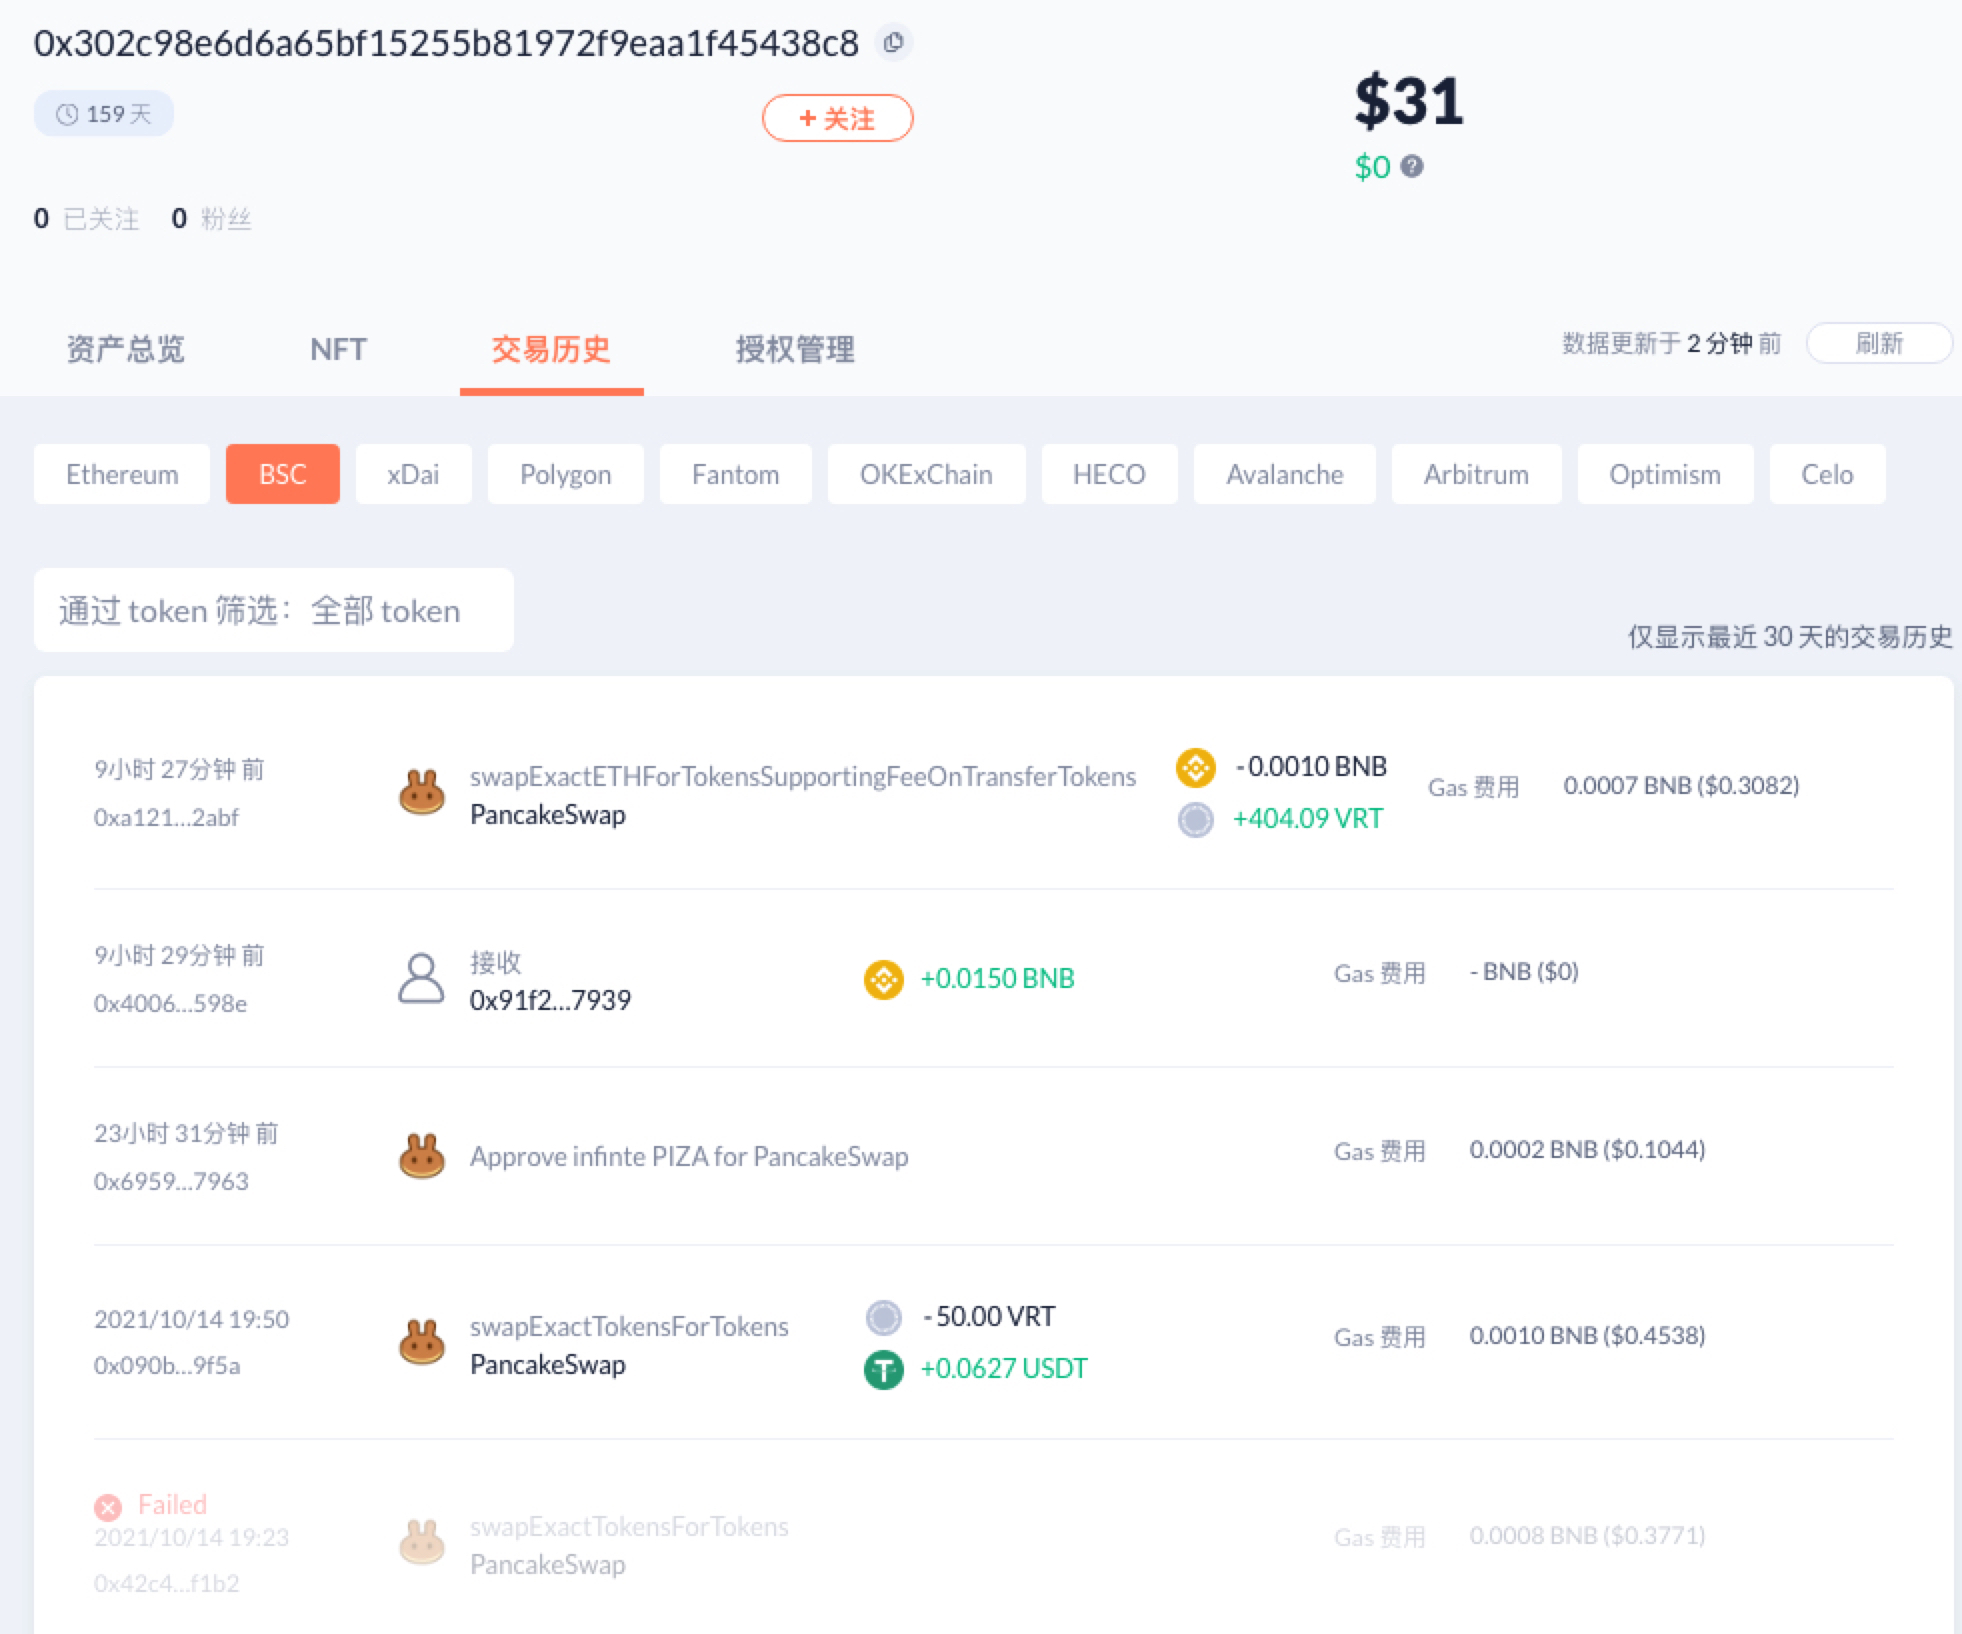 0x302c98e6d6a65bf15255b81972f9eaa1f45438c8
159 天
+ 关注
$31
$0 ?
0 已关注 0 粉丝
资产总览 NFT 交易历史 授权管理
数据更新于 2 分钟 前 刷新
Ethereum BSC xDai Polygon Fantom OKExChain HECO Avalanche Arbitrum Optimism Celo
通过 token 筛选： 全部 token
仅显示最近 30 天的交易历史
9小时 27分钟 前
0xa121...2abf
swapExactETHForTokensSupportingFeeOnTransferTokens
PancakeSwap
-0.0010 BNB
+404.09 VRT
Gas 费用 0.0007 BNB ($0.3082)
9小时 29分钟 前
0x4006...598e
接收
0x91f2...7939
+0.0150 BNB
Gas 费用 - BNB ($0)
23小时 31分钟 前
0x6959...7963
Approve infinte PIZA for PancakeSwap
Gas 费用 0.0002 BNB ($0.1044)
2021/10/14 19:50
0x090b...9f5a
swapExactTokensForTokens
PancakeSwap
-50.00 VRT
+0.0627 USDT
Gas 费用 0.0010 BNB ($0.4538)
Failed
2021/10/14 19:23
0x42c4...f1b2
swapExactTokensForTokens
PancakeSwap
Gas 费用 0.0008 BNB ($0.3771)